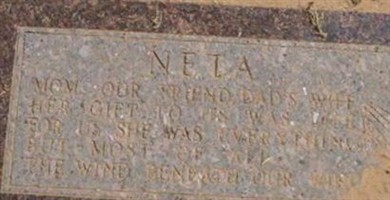 NETA
MOM, OUR FRIEND, DAD'S WIFE
HER GIFT TO US WAS
FOR US SHE WAS EVERYTHING
BUT MOST OF ALL
THE WIND BENEATH OUR